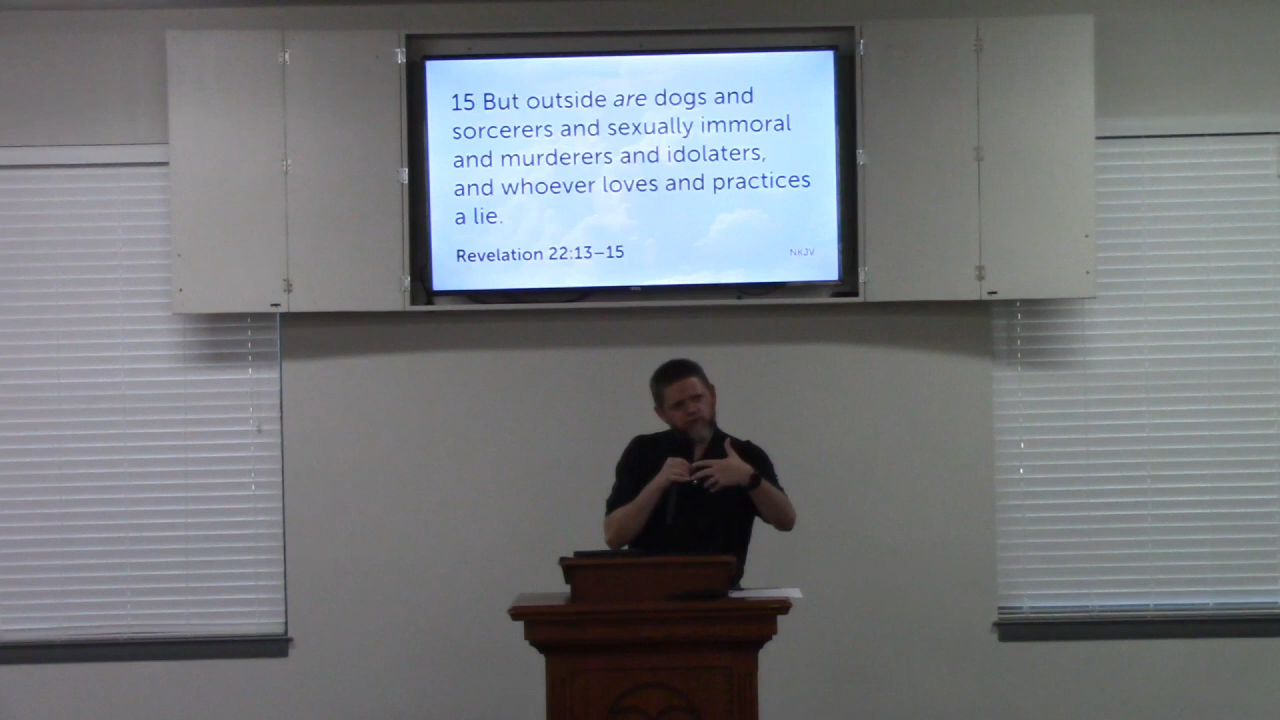 15 But outside are dogs and
sorcerers and sexually immoral
and murderers and idolaters,
and whoever loves and practices
a lie.
Revelation 22:13–15
NKJV